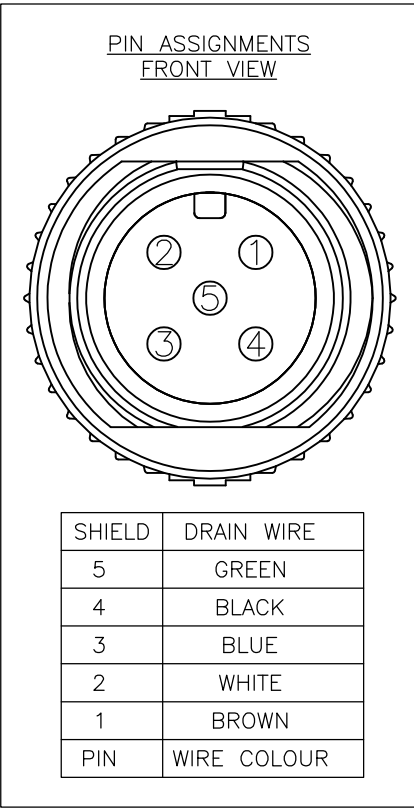 PIN ASSIGNMENTS
FRONT VIEW
2 1
5
3 4
SHIELD DRAIN WIRE
5 GREEN
4 BLACK
3 BLUE
2 WHITE
1 BROWN
PIN WIRE COLOUR